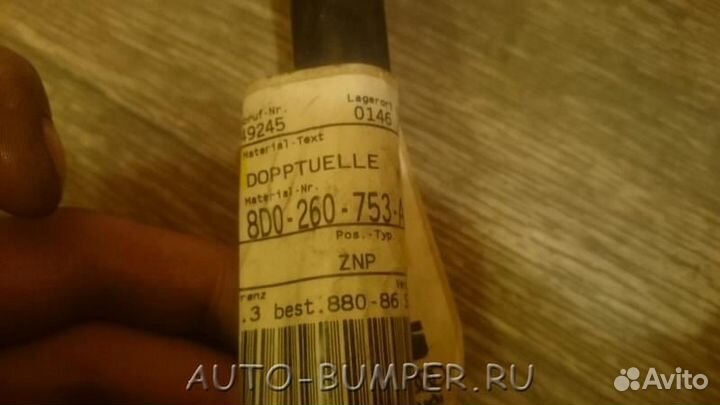 Lagerort
49245 0146
Material-Text
DOPPTUELLE
Material-Nr.
8D0-260-753-A
Pos.-Typ.
ZNP
.3 best.880-86
AUTO-BUMPER.RU
Avito